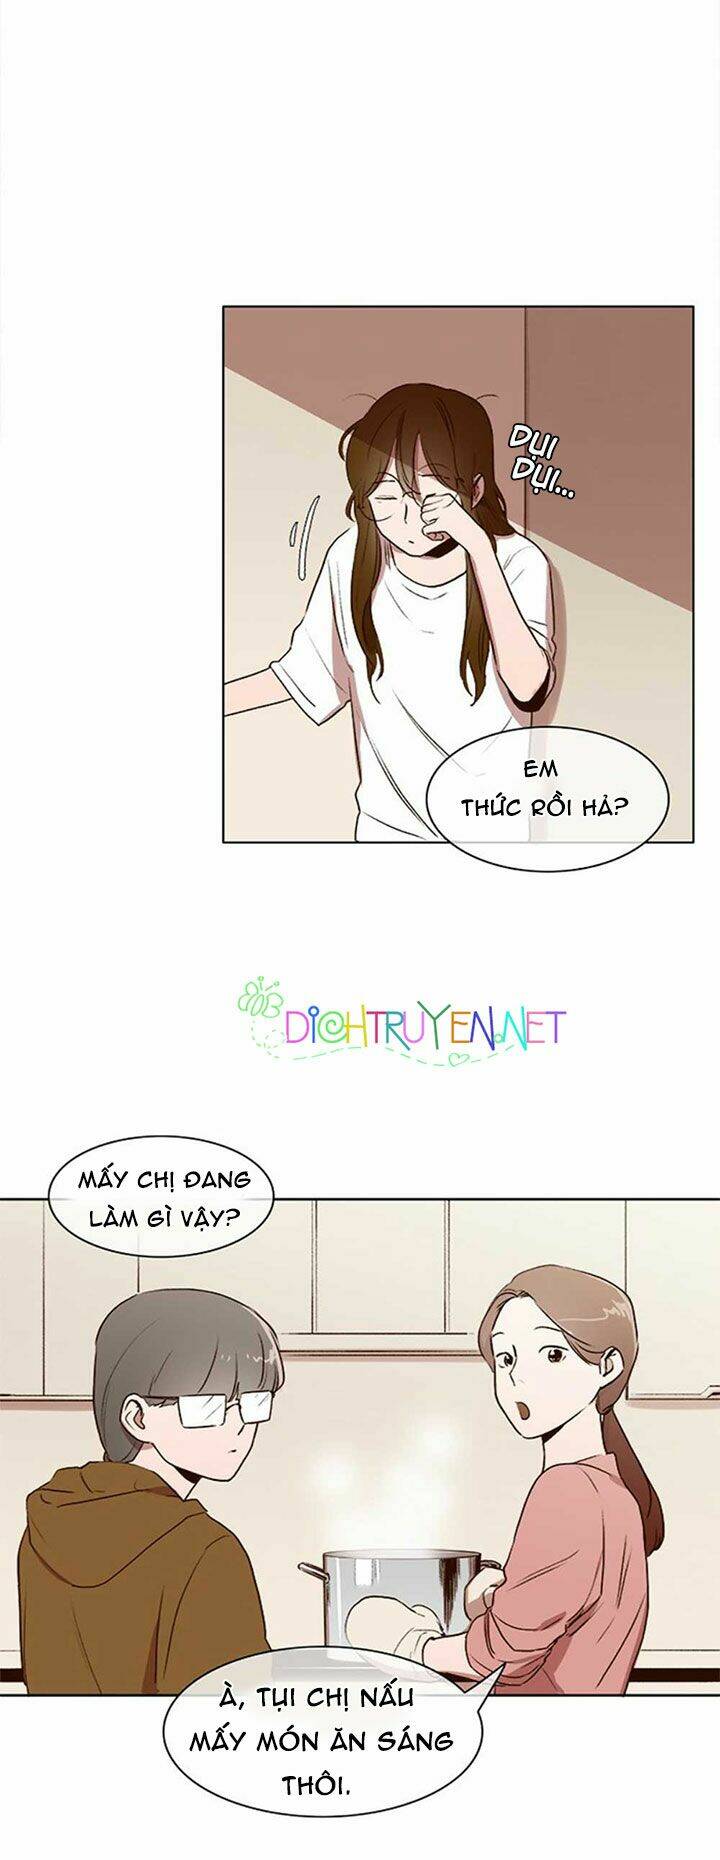 DỤI
DỤI...
EM
THỨC RỒI HẢ?
DICHTRUYEN.NET
MẤY CHỊ ĐANG
LÀM GÌ VẬY?
À, TỤI CHỊ NẤU
MẤY MÓN ĂN SÁNG
THÔI.